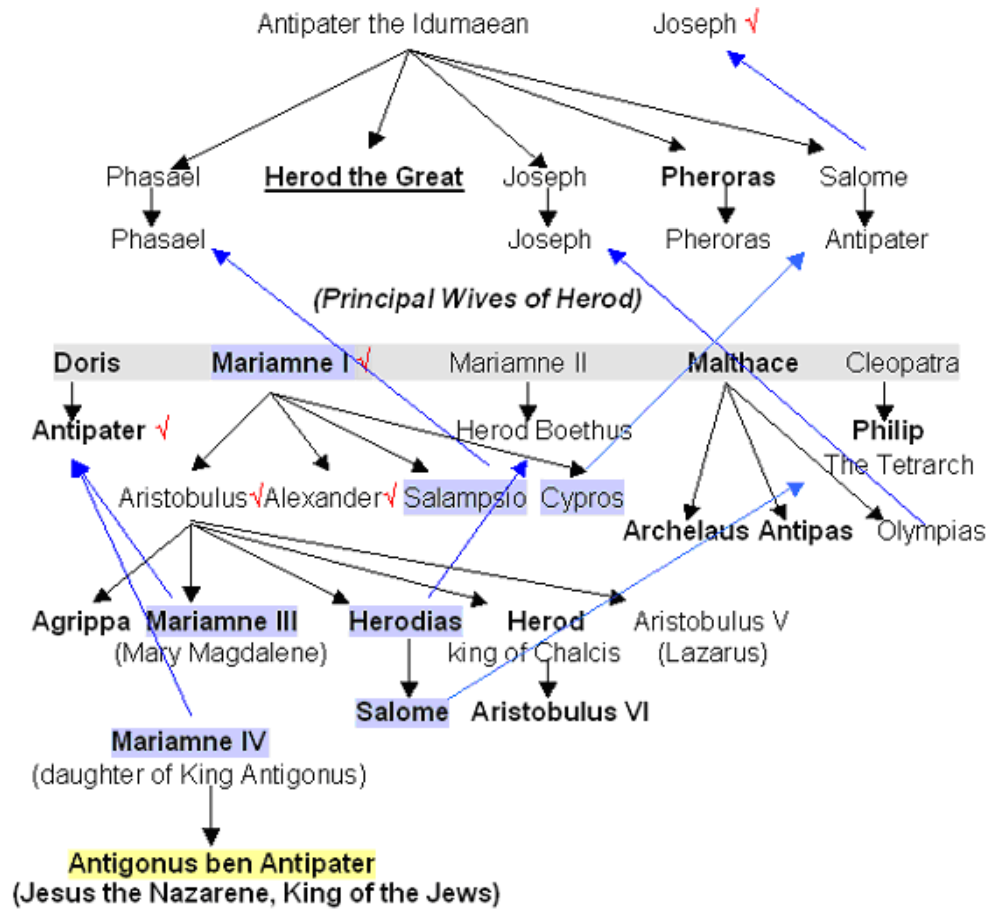 Antipater the Idumaean Joseph √
Phasael Herod the Great Joseph Pheroras Salome
Phasael Joseph Pheroras Antipater
(Principal Wives of Herod)
Doris Mariamne I √ Mariamne II Malthace Cleopatra
Antipater √ Herod Boethus Philip
The Tetrarch
Aristobulus √ Alexander √ Salampsio Cypros
Archelaus Antipas Olympias
Agrippa Mariamne III Herodias Herod Aristobulus V
(Mary Magdalene) king of Chalcis (Lazarus)
Salome Aristobulus VI
Mariamne IV
(daughter of King Antigonus)
Antigonus ben Antipater
(Jesus the Nazarene, King of the Jews)